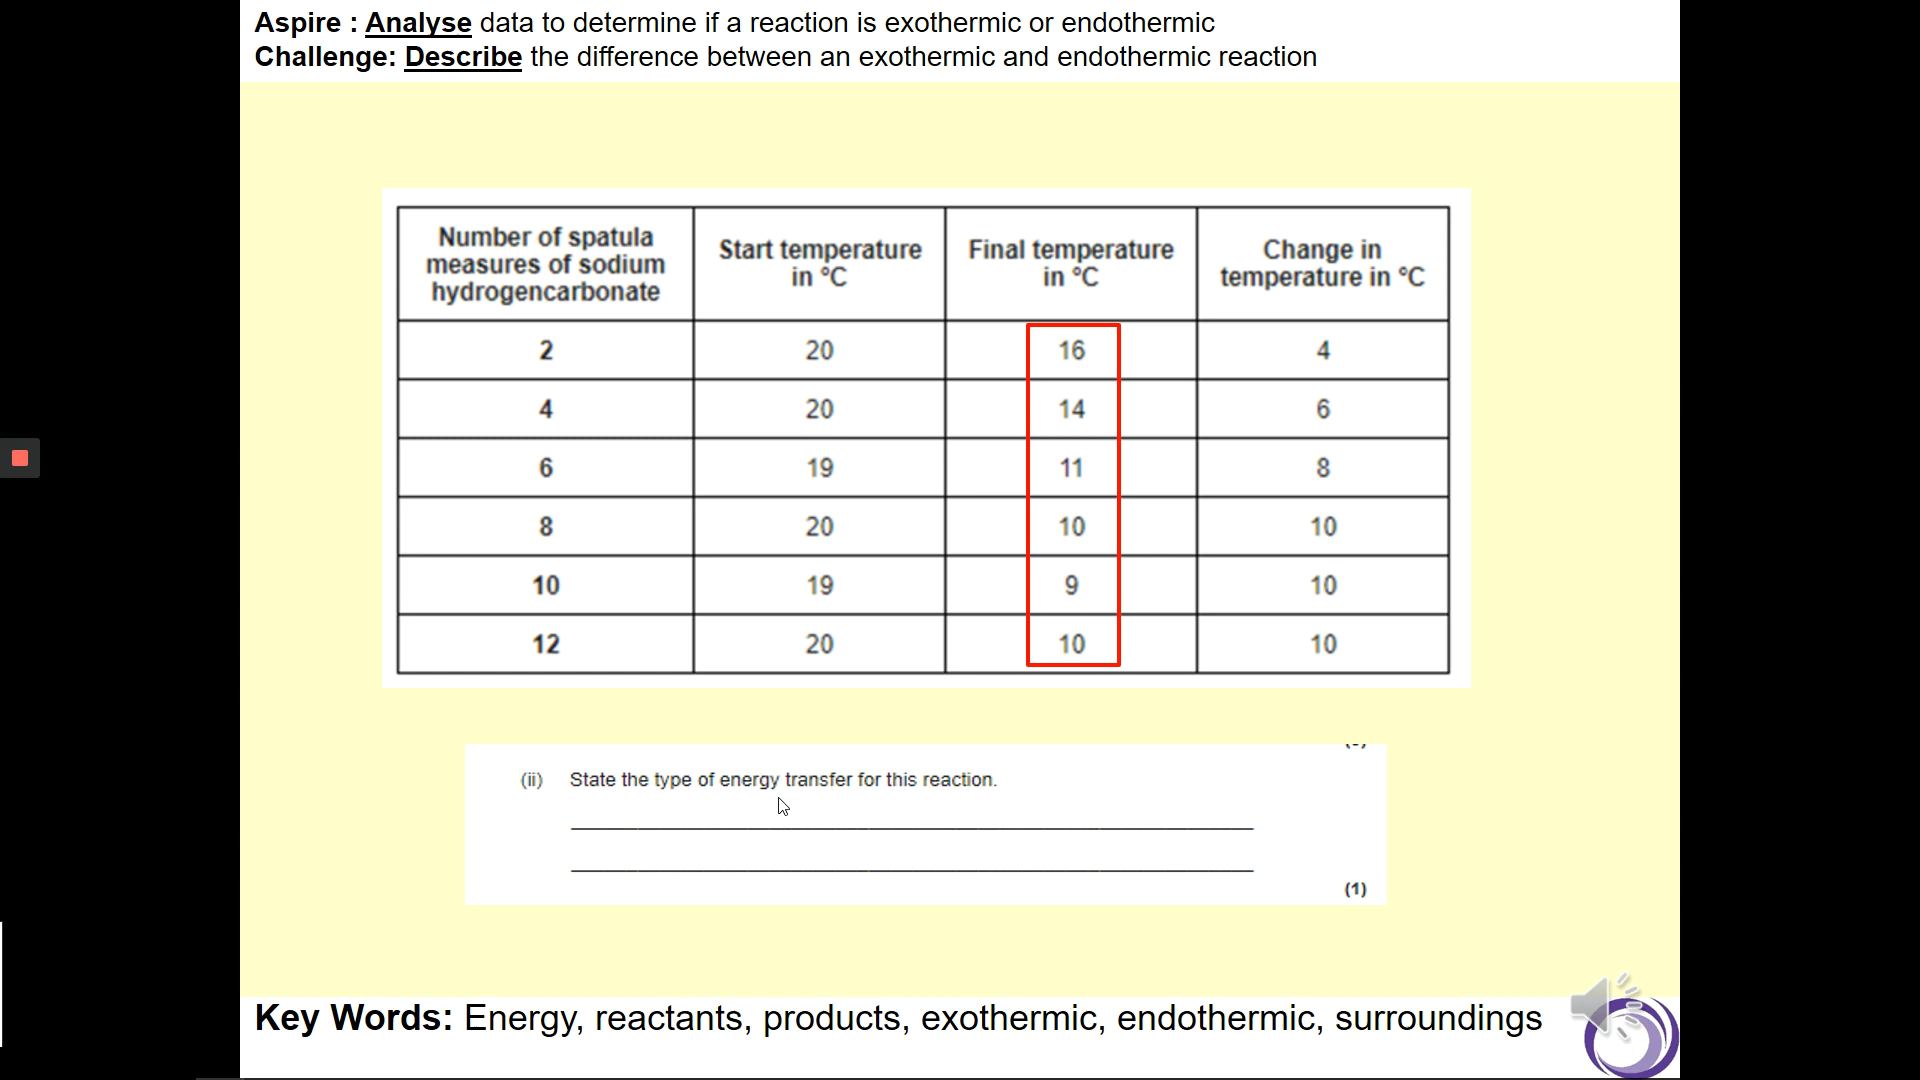 Aspire : Analyse data to determine if a reaction is exothermic or endothermic
Challenge: Describe the difference between an exothermic and endothermic reaction
Number of spatula measures of sodium hydrogencarbonate | Start temperature in °C | Final temperature in °C | Change in temperature in °C
2 | 20 | 16 | 4
4 | 20 | 14 | 6
6 | 19 | 11 | 8
8 | 20 | 10 | 10
10 | 19 | 9 | 10
12 | 20 | 10 | 10
(ii) State the type of energy transfer for this reaction.
(1)
Key Words: Energy, reactants, products, exothermic, endothermic, surroundings